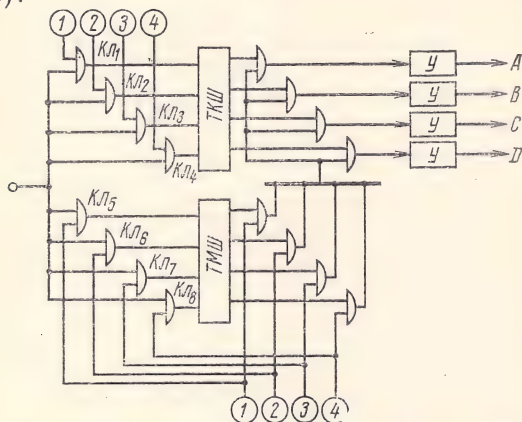 1 2 3 4
Кл₁
Кл₂
Кл₃
Кл₄
ТКШ
У A
У B
У C
У D
Кл₅
Кл₆
Кл₇
Кл₈
ТМШ
1 2 3 4